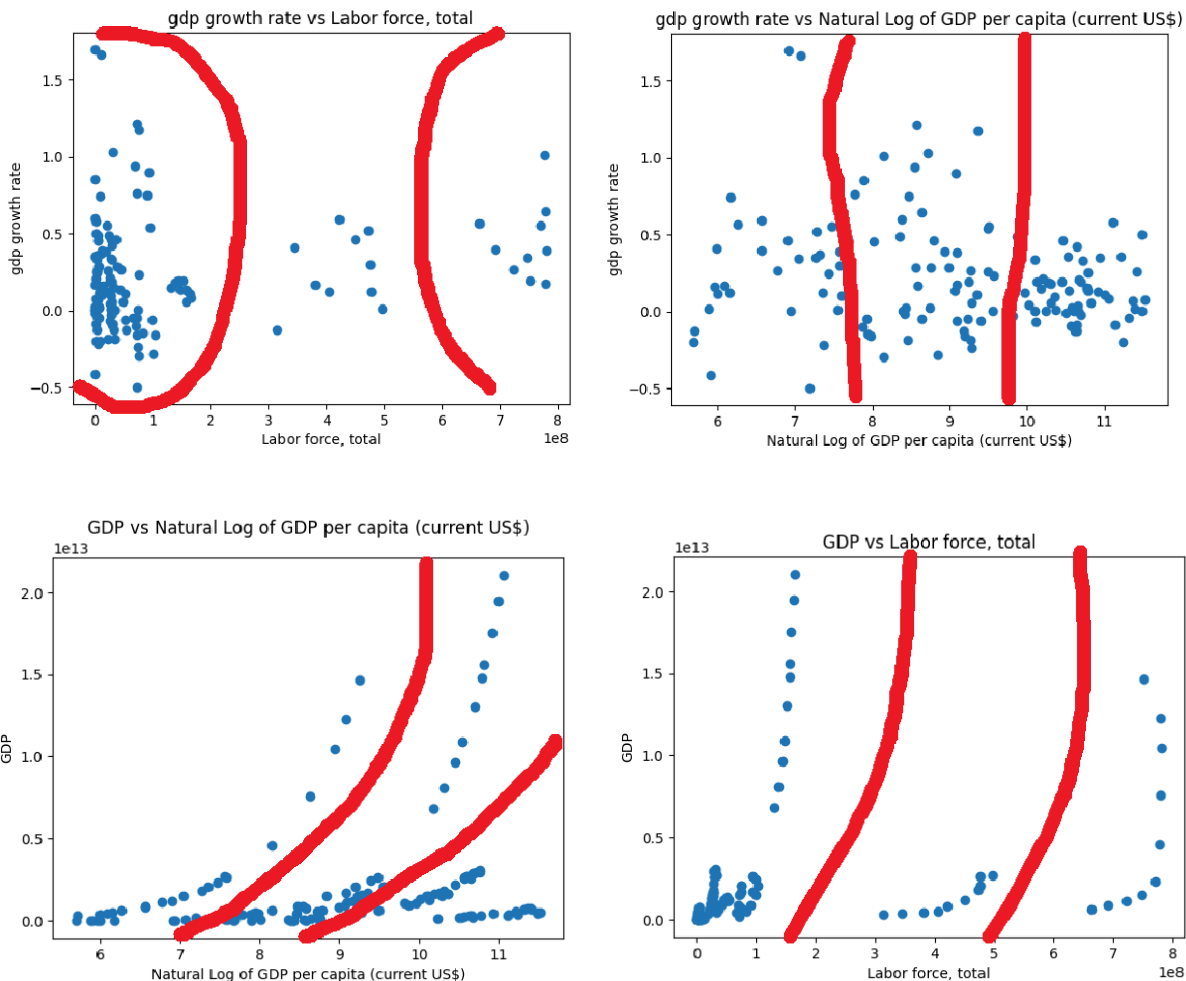 gdp growth rate vs Labor force, total
gdp growth rate
1.5
1.0
0.5
0.0
−0.5
0 1 2 3 4 5 6 7 8
1e8
Labor force, total
gdp growth rate vs Natural Log of GDP per capita (current US$)
gdp growth rate
1.5
1.0
0.5
0.0
−0.5
6 7 8 9 10 11
Natural Log of GDP per capita (current US$)
GDP vs Natural Log of GDP per capita (current US$)
1e13
GDP
2.0
1.5
1.0
0.5
0.0
6 7 8 9 10 11
Natural Log of GDP per capita (current US$)
GDP vs Labor force, total
1e13
GDP
2.0
1.5
1.0
0.5
0.0
0 1 2 3 4 5 6 7 8
Labor force, total
1e8